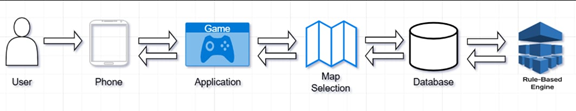 Game
User
Phone
Application
Map
Selection
Database
Rule-Based
Engine